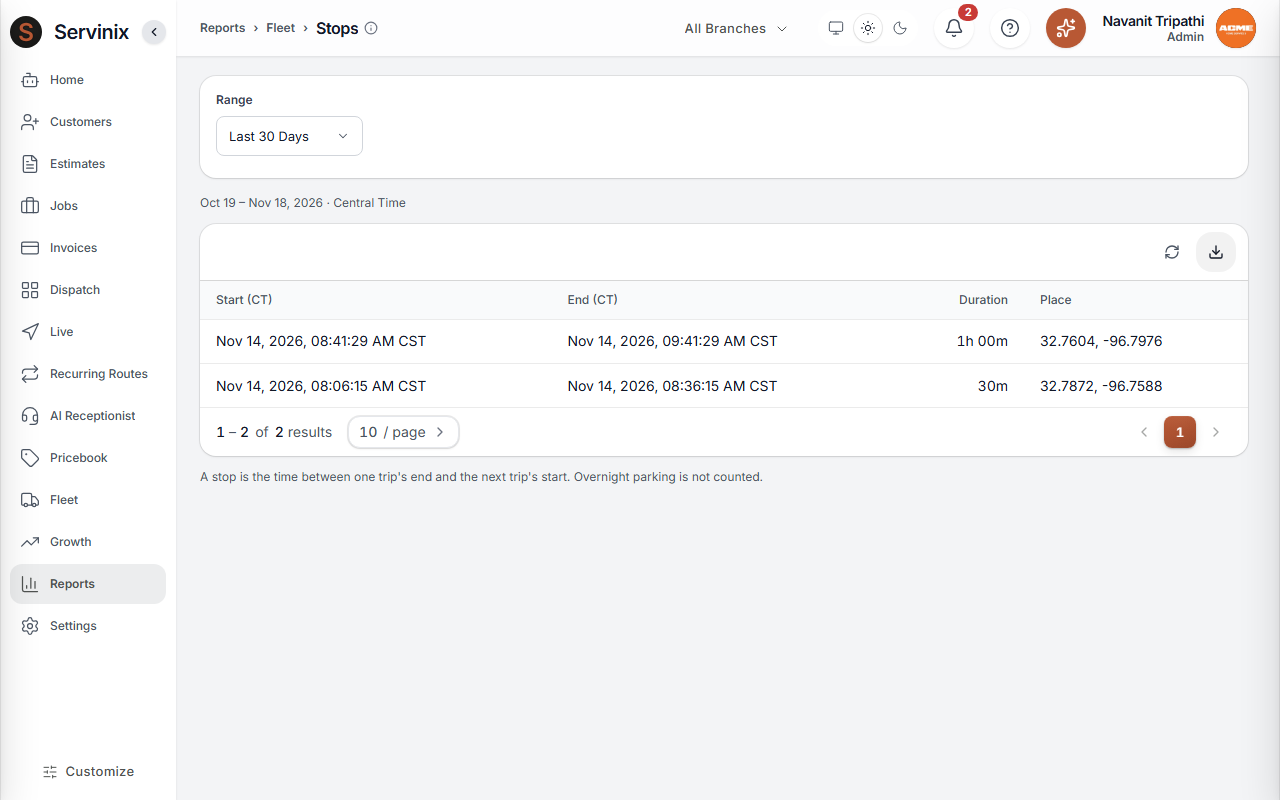 S Servinix
Reports › Fleet › Stops
All Branches
2
Navanit Tripathi
Admin
ACME
Home
Customers
Estimates
Jobs
Invoices
Dispatch
Live
Recurring Routes
AI Receptionist
Pricebook
Fleet
Growth
Reports
Settings
Customize
Range
Last 30 Days
Oct 19 – Nov 18, 2026 · Central Time
Start (CT) End (CT) Duration Place
Nov 14, 2026, 08:41:29 AM CST Nov 14, 2026, 09:41:29 AM CST 1h 00m 32.7604, -96.7976
Nov 14, 2026, 08:06:15 AM CST Nov 14, 2026, 08:36:15 AM CST 30m 32.7872, -96.7588
1 – 2 of 2 results 10 / page 1
A stop is the time between one trip's end and the next trip's start. Overnight parking is not counted.